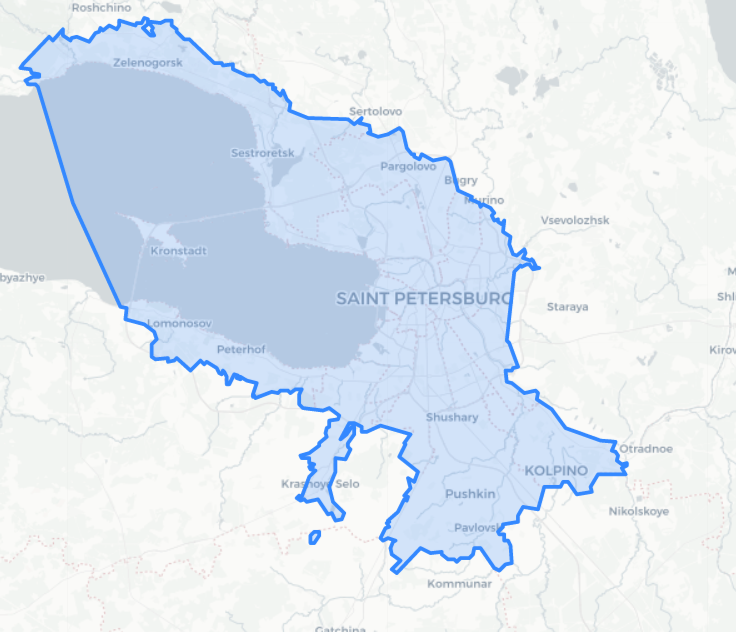 Roshchino
Zelenogorsk
Sertolovo
Sestroretsk
Pargolovo
Bugry
Murino
Vsevolozhsk
Kronstadt
byazhye
SAINT PETERSBURG
Shl
Staraya
Lomonosov
Peterhof
Kirov
Shushary
Otradnoe
KOLPINO
Krasnoye Selo
Pushkin
Nikolskoye
Pavlovsk
Kommunar
Gatchina